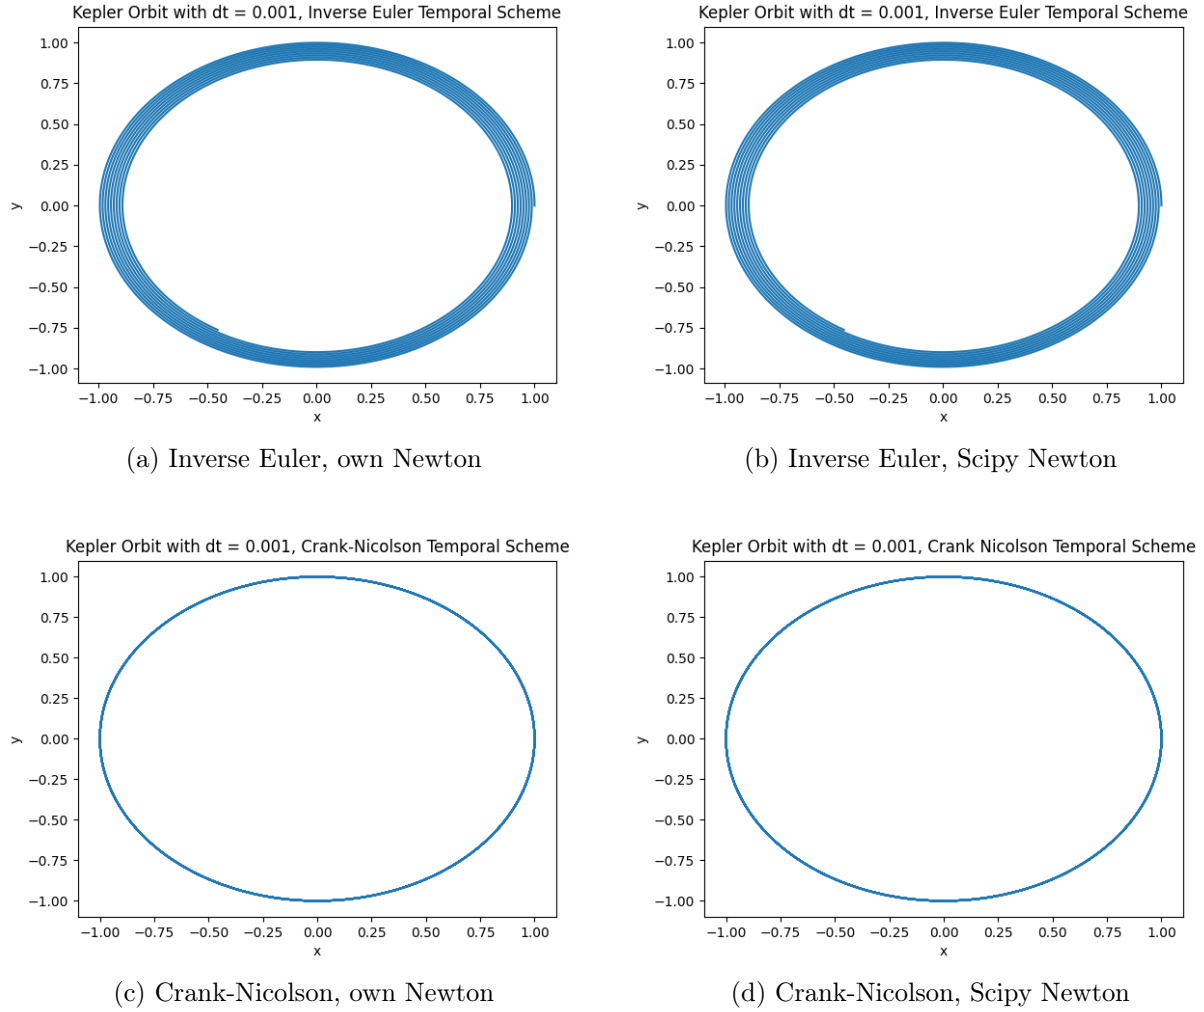 Kepler Orbit with dt = 0.001, Inverse Euler Temporal Scheme
1.00
0.75
0.50
0.25
0.00
−0.25
−0.50
−0.75
−1.00
y
−1.00 −0.75 −0.50 −0.25 0.00 0.25 0.50 0.75 1.00
x
(a) Inverse Euler, own Newton
Kepler Orbit with dt = 0.001, Inverse Euler Temporal Scheme
1.00
0.75
0.50
0.25
0.00
−0.25
−0.50
−0.75
−1.00
y
−1.00 −0.75 −0.50 −0.25 0.00 0.25 0.50 0.75 1.00
x
(b) Inverse Euler, Scipy Newton
Kepler Orbit with dt = 0.001, Crank-Nicolson Temporal Scheme
1.00
0.75
0.50
0.25
0.00
−0.25
−0.50
−0.75
−1.00
y
−1.00 −0.75 −0.50 −0.25 0.00 0.25 0.50 0.75 1.00
x
(c) Crank-Nicolson, own Newton
Kepler Orbit with dt = 0.001, Crank Nicolson Temporal Scheme
1.00
0.75
0.50
0.25
0.00
−0.25
−0.50
−0.75
−1.00
y
−1.00 −0.75 −0.50 −0.25 0.00 0.25 0.50 0.75 1.00
x
(d) Crank-Nicolson, Scipy Newton